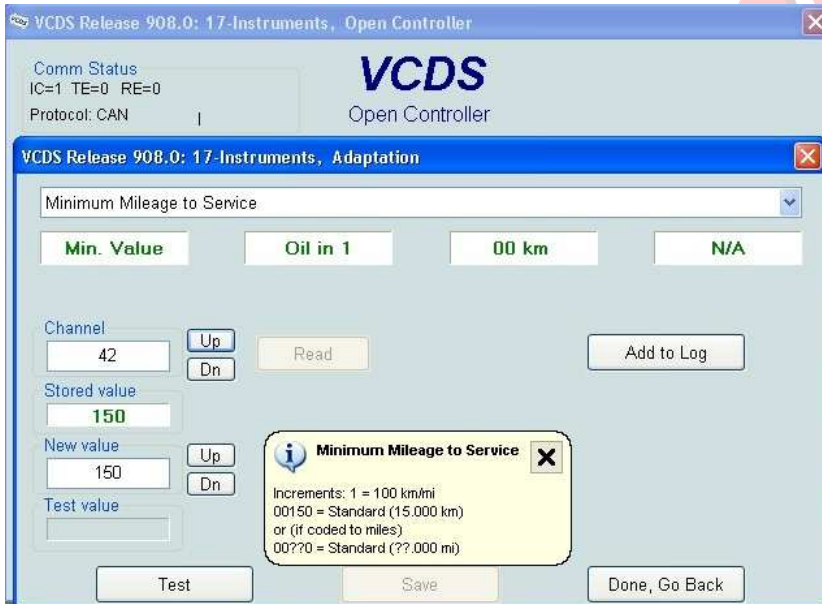 VCDS Release 908.0: 17-Instruments, Open Controller
Comm Status
IC=1 TE=0 RE=0
Protocol: CAN
VCDS
Open Controller
VCDS Release 908.0: 17-Instruments, Adaptation
Minimum Mileage to Service
Min. Value Oil in 1 00 km N/A
Channel
42 Up Dn Read Add to Log
Stored value
150
New value
150 Up Dn
Test value
Minimum Mileage to Service
Increments: 1 = 100 km/mi
00150 = Standard (15.000 km)
or (if coded to miles)
00??0 = Standard (??.000 mi)
Test Save Done, Go Back